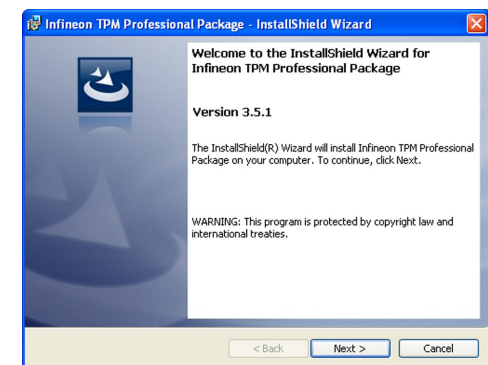 Infineon TPM Professional Package - InstallShield Wizard
Welcome to the InstallShield Wizard for
Infineon TPM Professional Package
Version 3.5.1
The InstallShield(R) Wizard will install Infineon TPM Professional
Package on your computer. To continue, click Next.
WARNING: This program is protected by copyright law and
international treaties.
< Back
Next >
Cancel